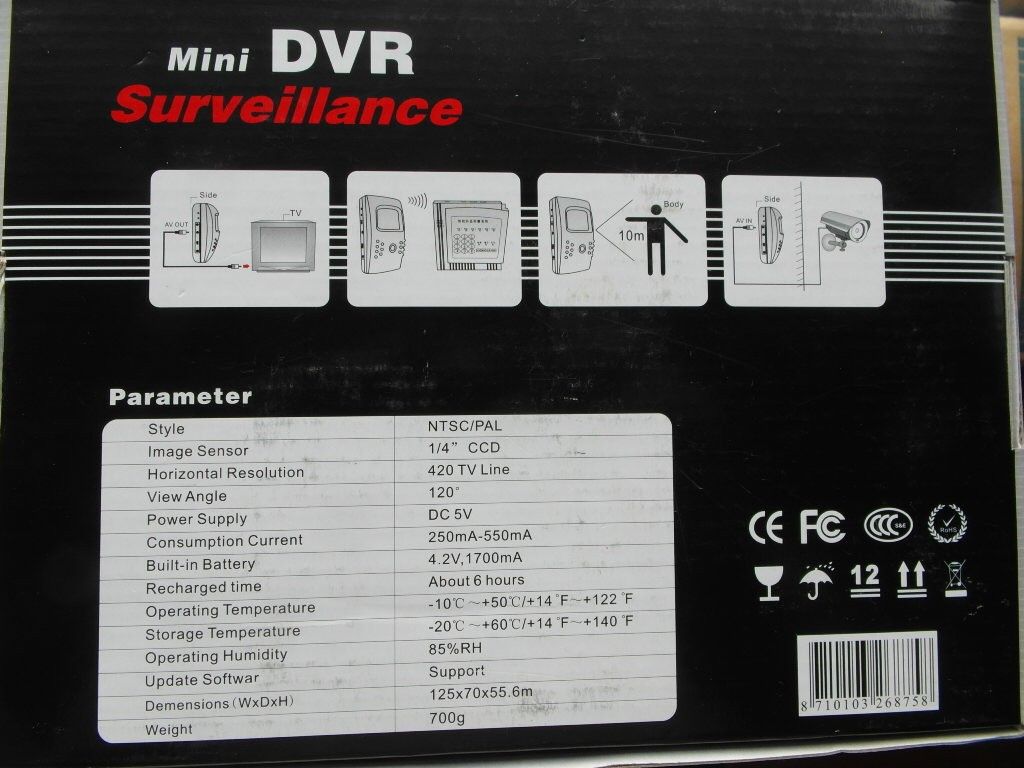 Mini DVR
Surveillance
Side
AV OUT
TV
Body
10m
Side
AV IN
Parameter
Style NTSC/PAL
Image Sensor 1/4” CCD
Horizontal Resolution 420 TV Line
View Angle 120°
Power Supply DC 5V
Consumption Current 250mA-550mA
Built-in Battery 4.2V,1700mA
Recharged time About 6 hours
Operating Temperature -10℃~+50℃/+14°F~+122°F
Storage Temperature -20℃~+60℃/+14°F~+140°F
Operating Humidity 85%RH
Update Softwar Support
Demensions(WxDxH) 125x70x55.6m
Weight 700g
CE FC CCC S&E RoHS
12
8 710103 268758